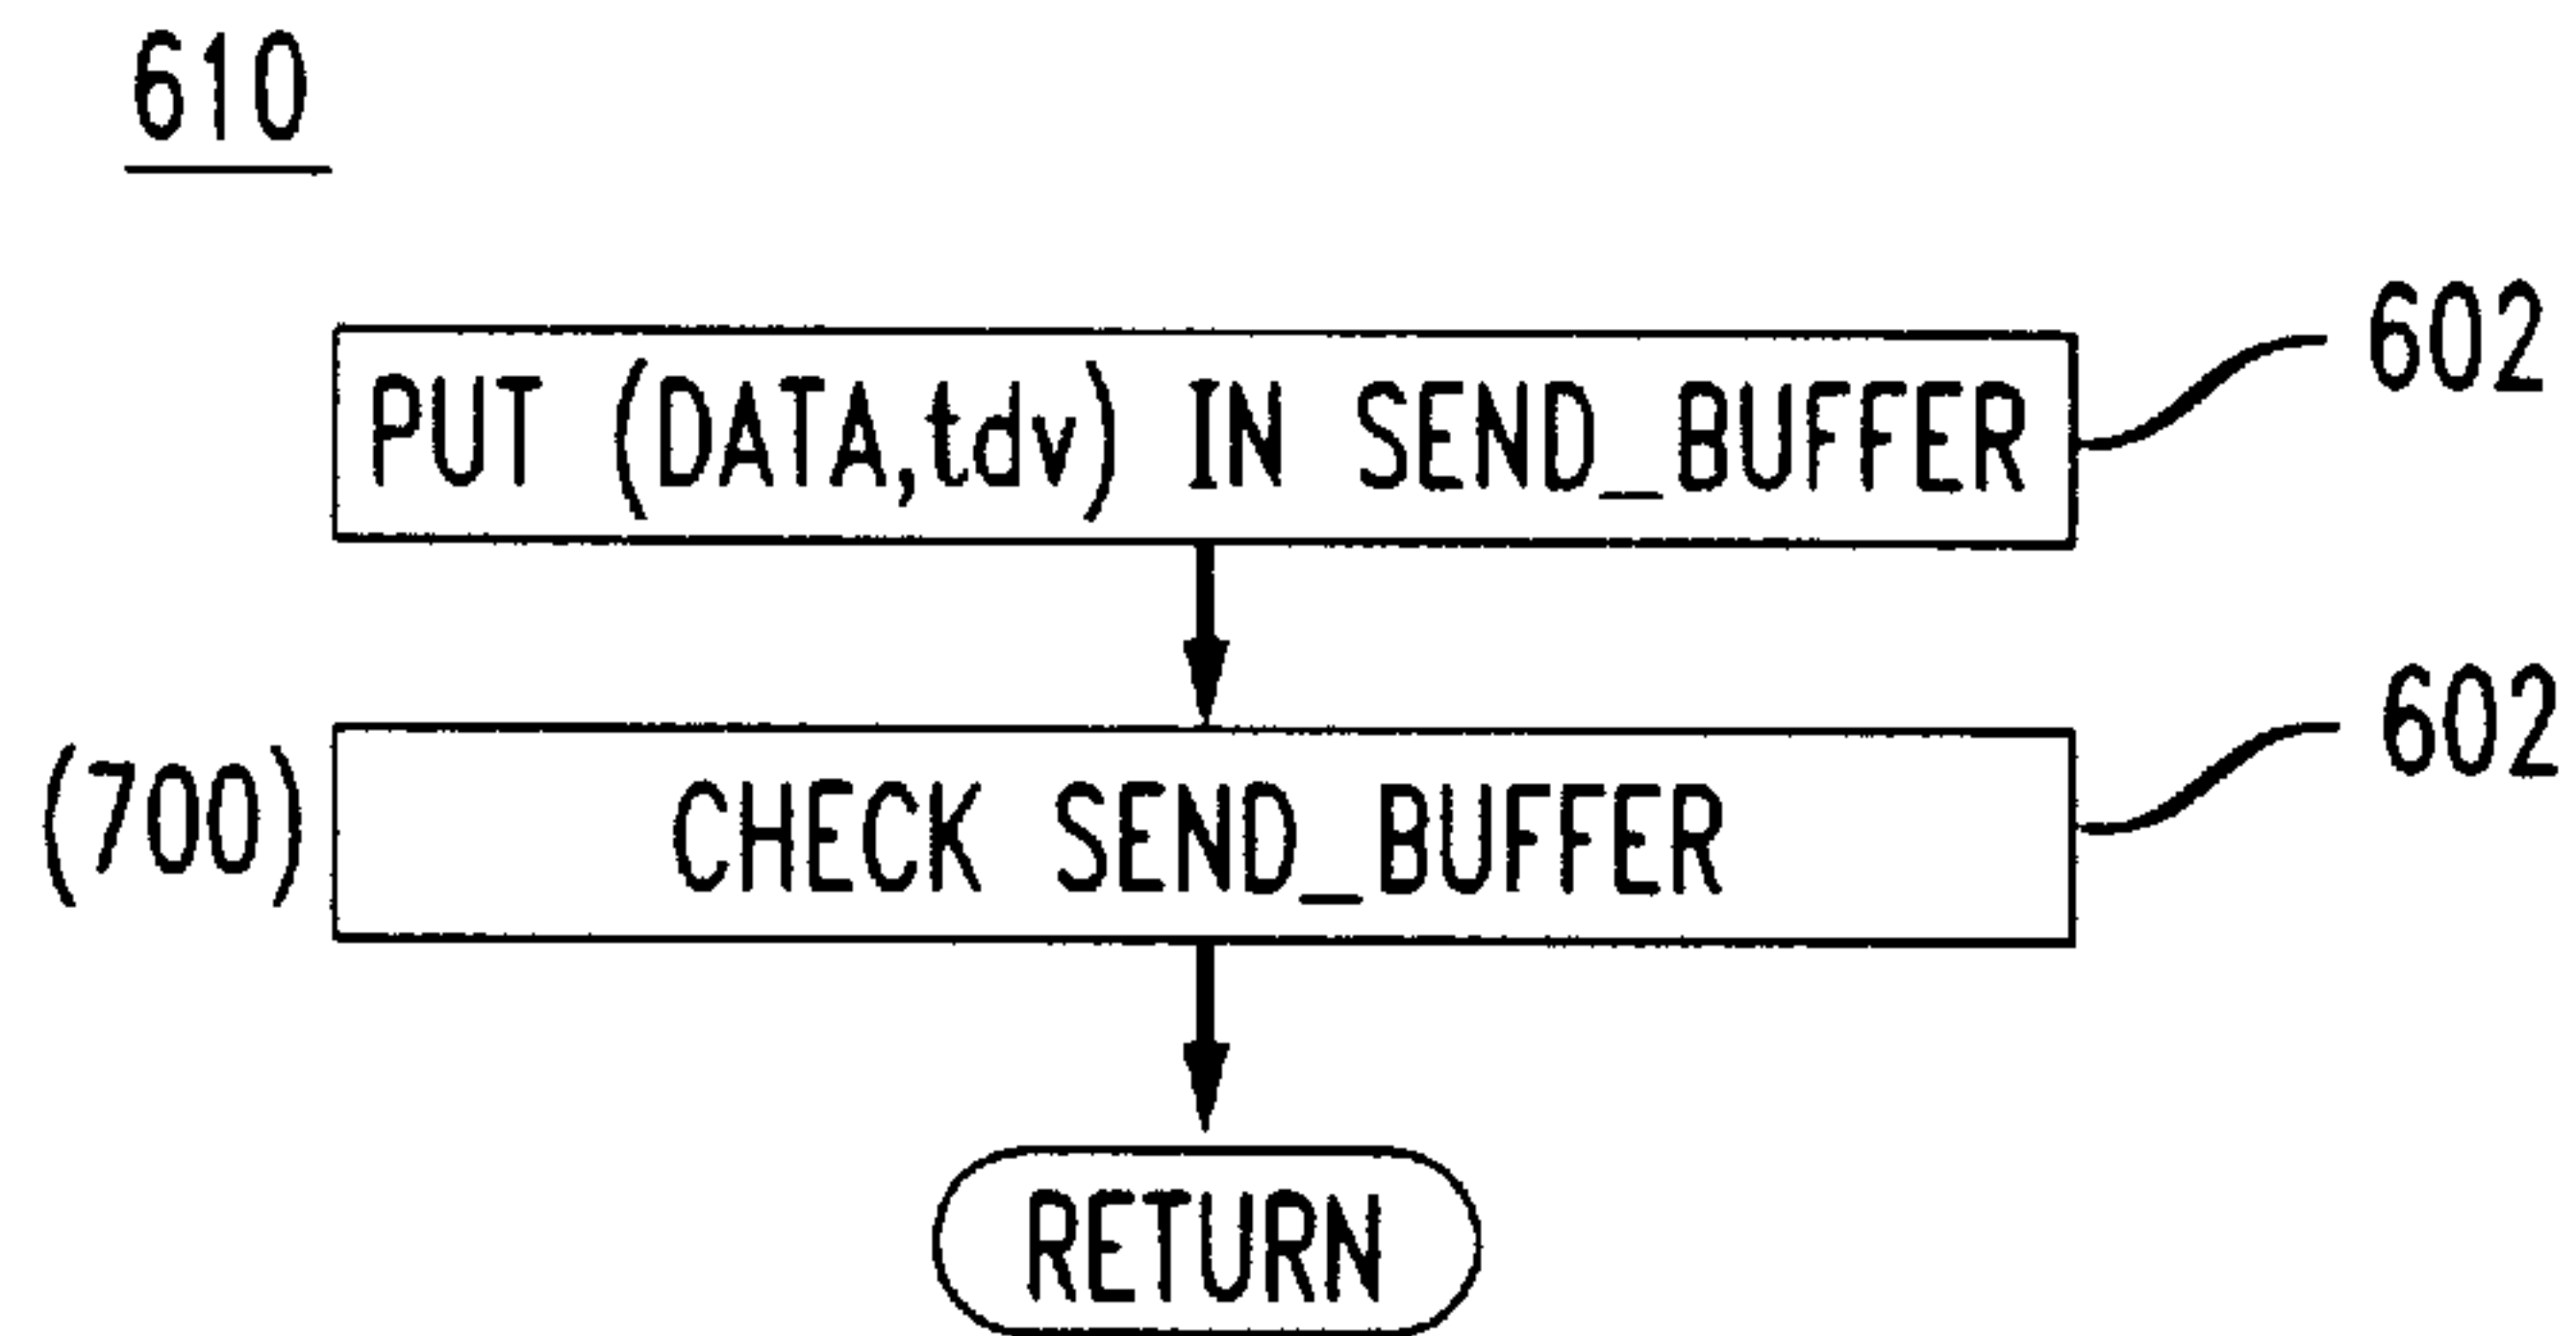 610
PUT (DATA,tdv) IN SEND_BUFFER
602
(700)
CHECK SEND_BUFFER
602
RETURN